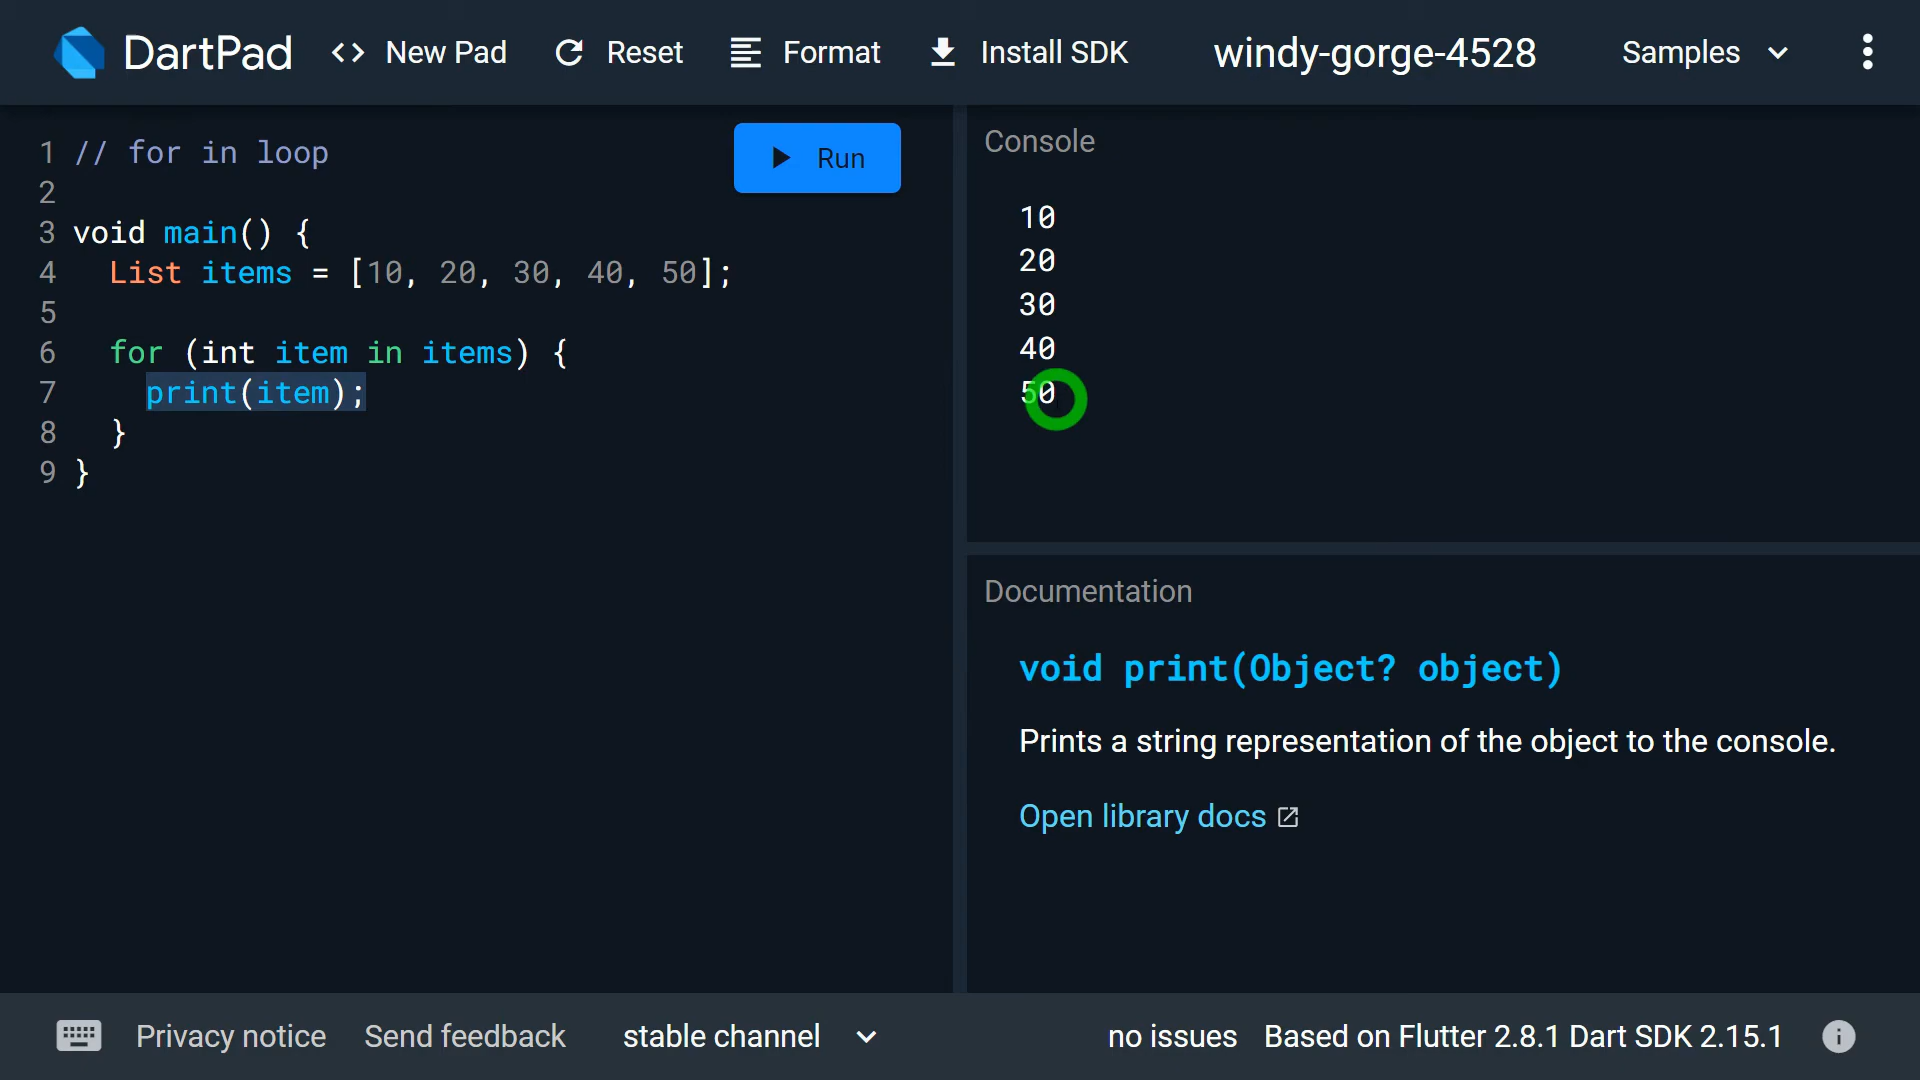 DartPad <> New Pad Reset Format Install SDK windy-gorge-4528 Samples
1 // for in loop
2
3 void main() {
4   List items = [10, 20, 30, 40, 50];
5
6   for (int item in items) {
7     print(item);
8   }
9 }
Run
Console
10
20
30
40
50
Documentation
void print(Object? object)
Prints a string representation of the object to the console.
Open library docs
Privacy notice Send feedback stable channel no issues Based on Flutter 2.8.1 Dart SDK 2.15.1